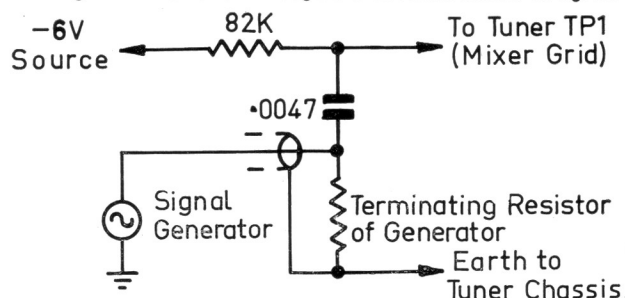 -6V
Source
82K
To Tuner TP1
(Mixer Grid)
·0047
Signal
Generator
Terminating Resistor
of Generator
Earth to
Tuner Chassis